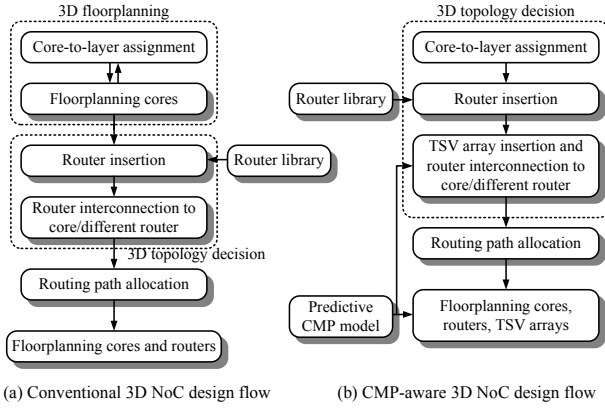 3D floorplanning
Core-to-layer assignment
Floorplanning cores
Router insertion
Router library
Router interconnection to
core/different router
3D topology decision
Routing path allocation
Floorplanning cores and routers
(a) Conventional 3D NoC design flow
3D topology decision
Core-to-layer assignment
Router library
Router insertion
TSV array insertion and
router interconnection to
core/different router
Routing path allocation
Predictive
CMP model
Floorplanning cores,
routers, TSV arrays
(b) CMP-aware 3D NoC design flow